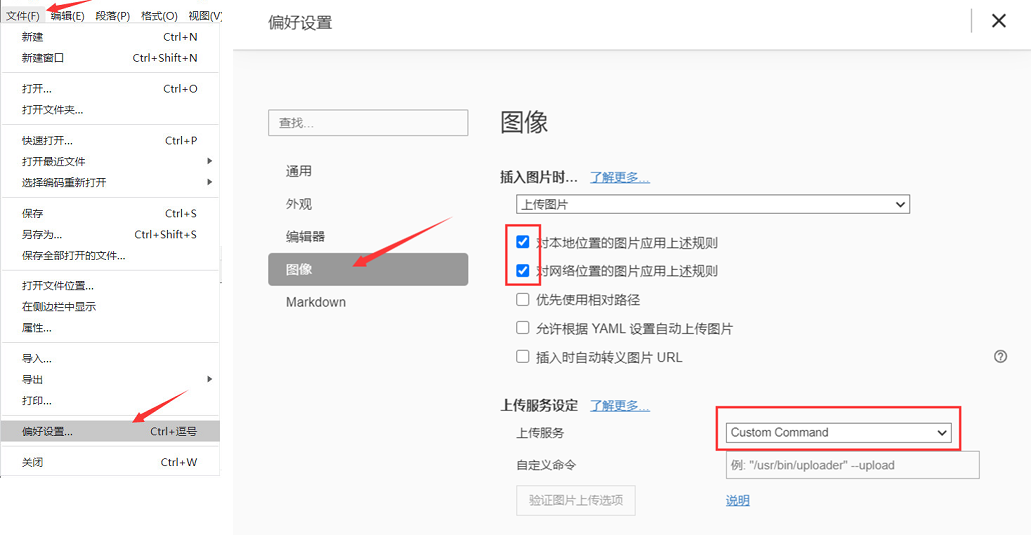 文件(F) 编辑(E) 段落(P) 格式(O) 视图(V)
新建 Ctrl+N
新建窗口 Ctrl+Shift+N
打开... Ctrl+O
打开文件夹...
快速打开... Ctrl+P
打开最近文件
选择编码重新打开
保存 Ctrl+S
另存为... Ctrl+Shift+S
保存全部打开的文件...
打开文件位置...
在侧边栏中显示
属性...
导入...
导出
打印...
偏好设置... Ctrl+逗号
关闭 Ctrl+W
偏好设置
查找...
通用
外观
编辑器
图像
Markdown
图像
插入图片时... 了解更多...
上传图片
对本地位置的图片应用上述规则
对网络位置的图片应用上述规则
优先使用相对路径
允许根据 YAML 设置自动上传图片
插入时自动转义图片 URL
上传服务设定 了解更多...
上传服务 Custom Command
自定义命令 例: "/usr/bin/uploader" --upload
验证图片上传选项 说明